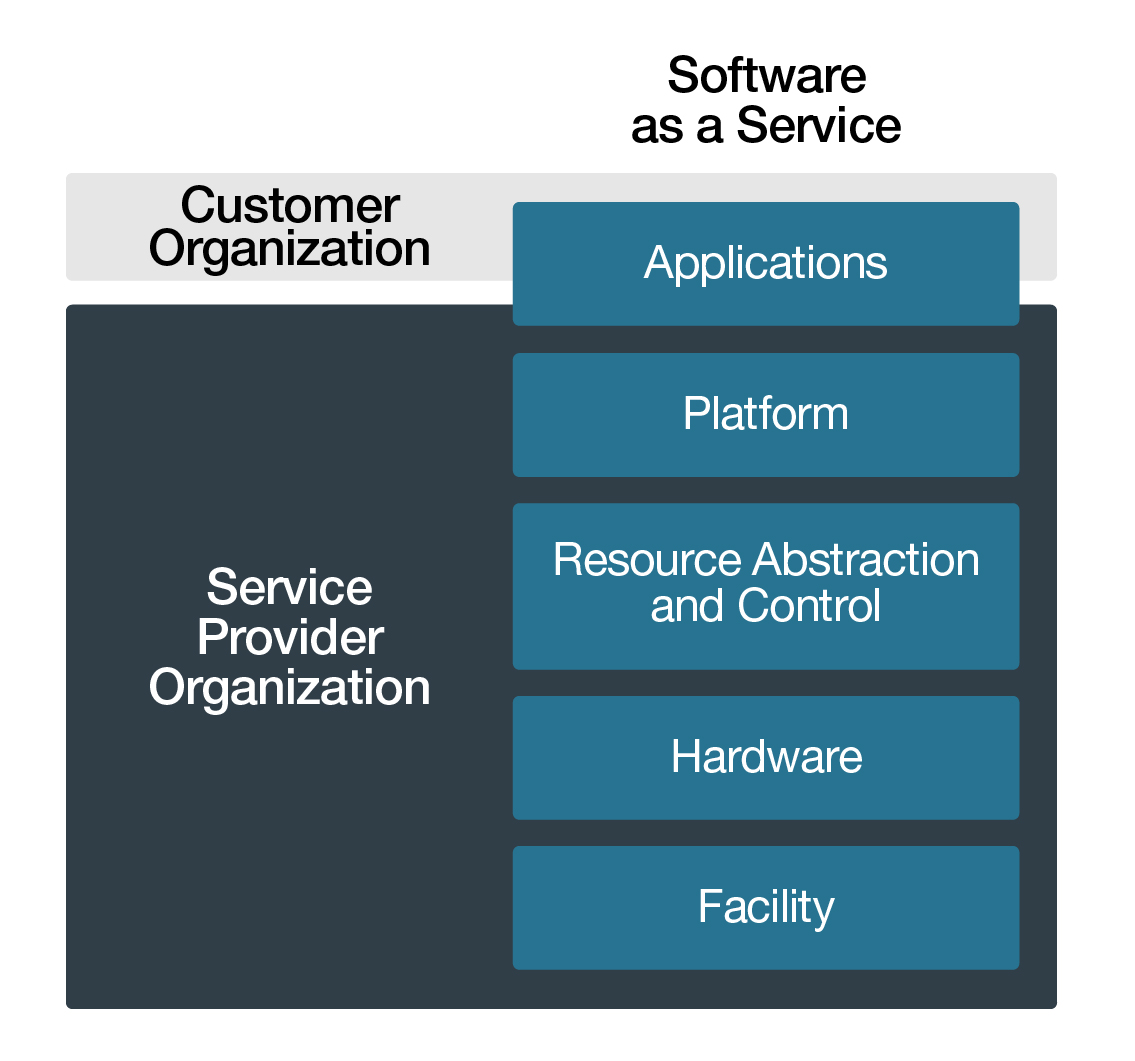 Software
as a Service
Customer
Organization
Applications
Platform
Resource Abstraction
and Control
Service
Provider
Organization
Hardware
Facility